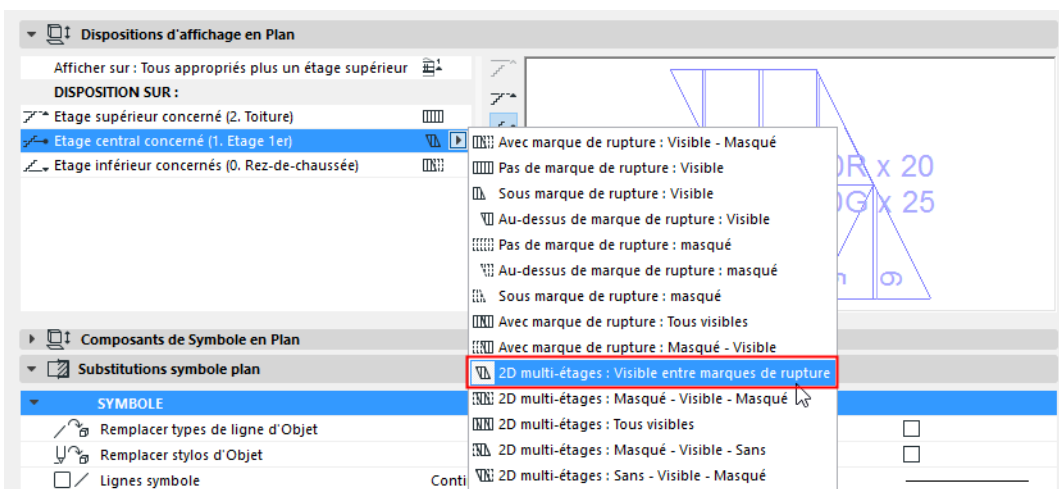 Dispositions d'affichage en Plan
Afficher sur : Tous appropriés plus un étage supérieur
DISPOSITION SUR :
Etage supérieur concerné (2. Toiture)
Etage central concerné (1. Etage 1er)
Etage inférieur concernés (0. Rez-de-chaussée)
Avec marque de rupture : Visible - Masqué
Pas de marque de rupture : Visible
Sous marque de rupture : Visible
Au-dessus de marque de rupture : Visible
Pas de marque de rupture : masqué
Au-dessus de marque de rupture : masqué
Sous marque de rupture : masqué
Avec marque de rupture : Tous visibles
Avec marque de rupture : Masqué - Visible
2D multi-étages : Visible entre marques de rupture
2D multi-étages : Masqué - Visible - Masqué
2D multi-étages : Tous visibles
2D multi-étages : Masqué - Visible - Sans
2D multi-étages : Sans - Visible - Masqué
R x 20
G x 25
9
Composants de Symbole en Plan
Substitutions symbole plan
SYMBOLE
Remplacer types de ligne d'Objet
Remplacer stylos d'Objet
Lignes symbole
Conti